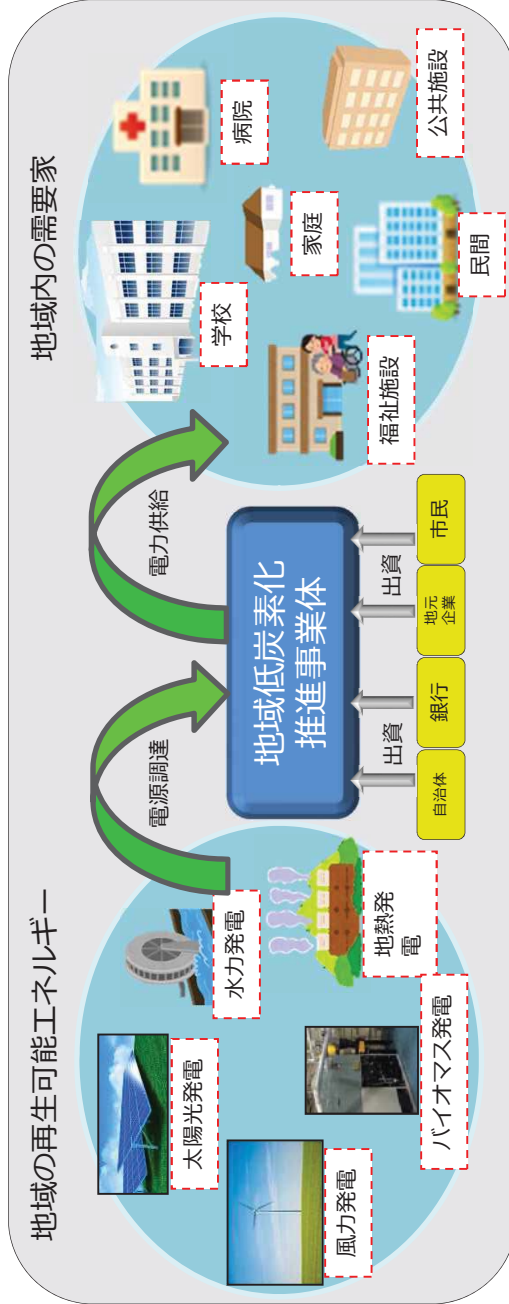 地域の再生可能エネルギー
太陽光発電
水力発電
風力発電
地熱発
電
バイオマス発電
電源調達
電力供給
地域低炭素化
推進事業体
出資
出資
自治体
銀行
地元
企業
市民
地域内の需要家
学校
病院
家庭
福祉施設
民間
公共施設